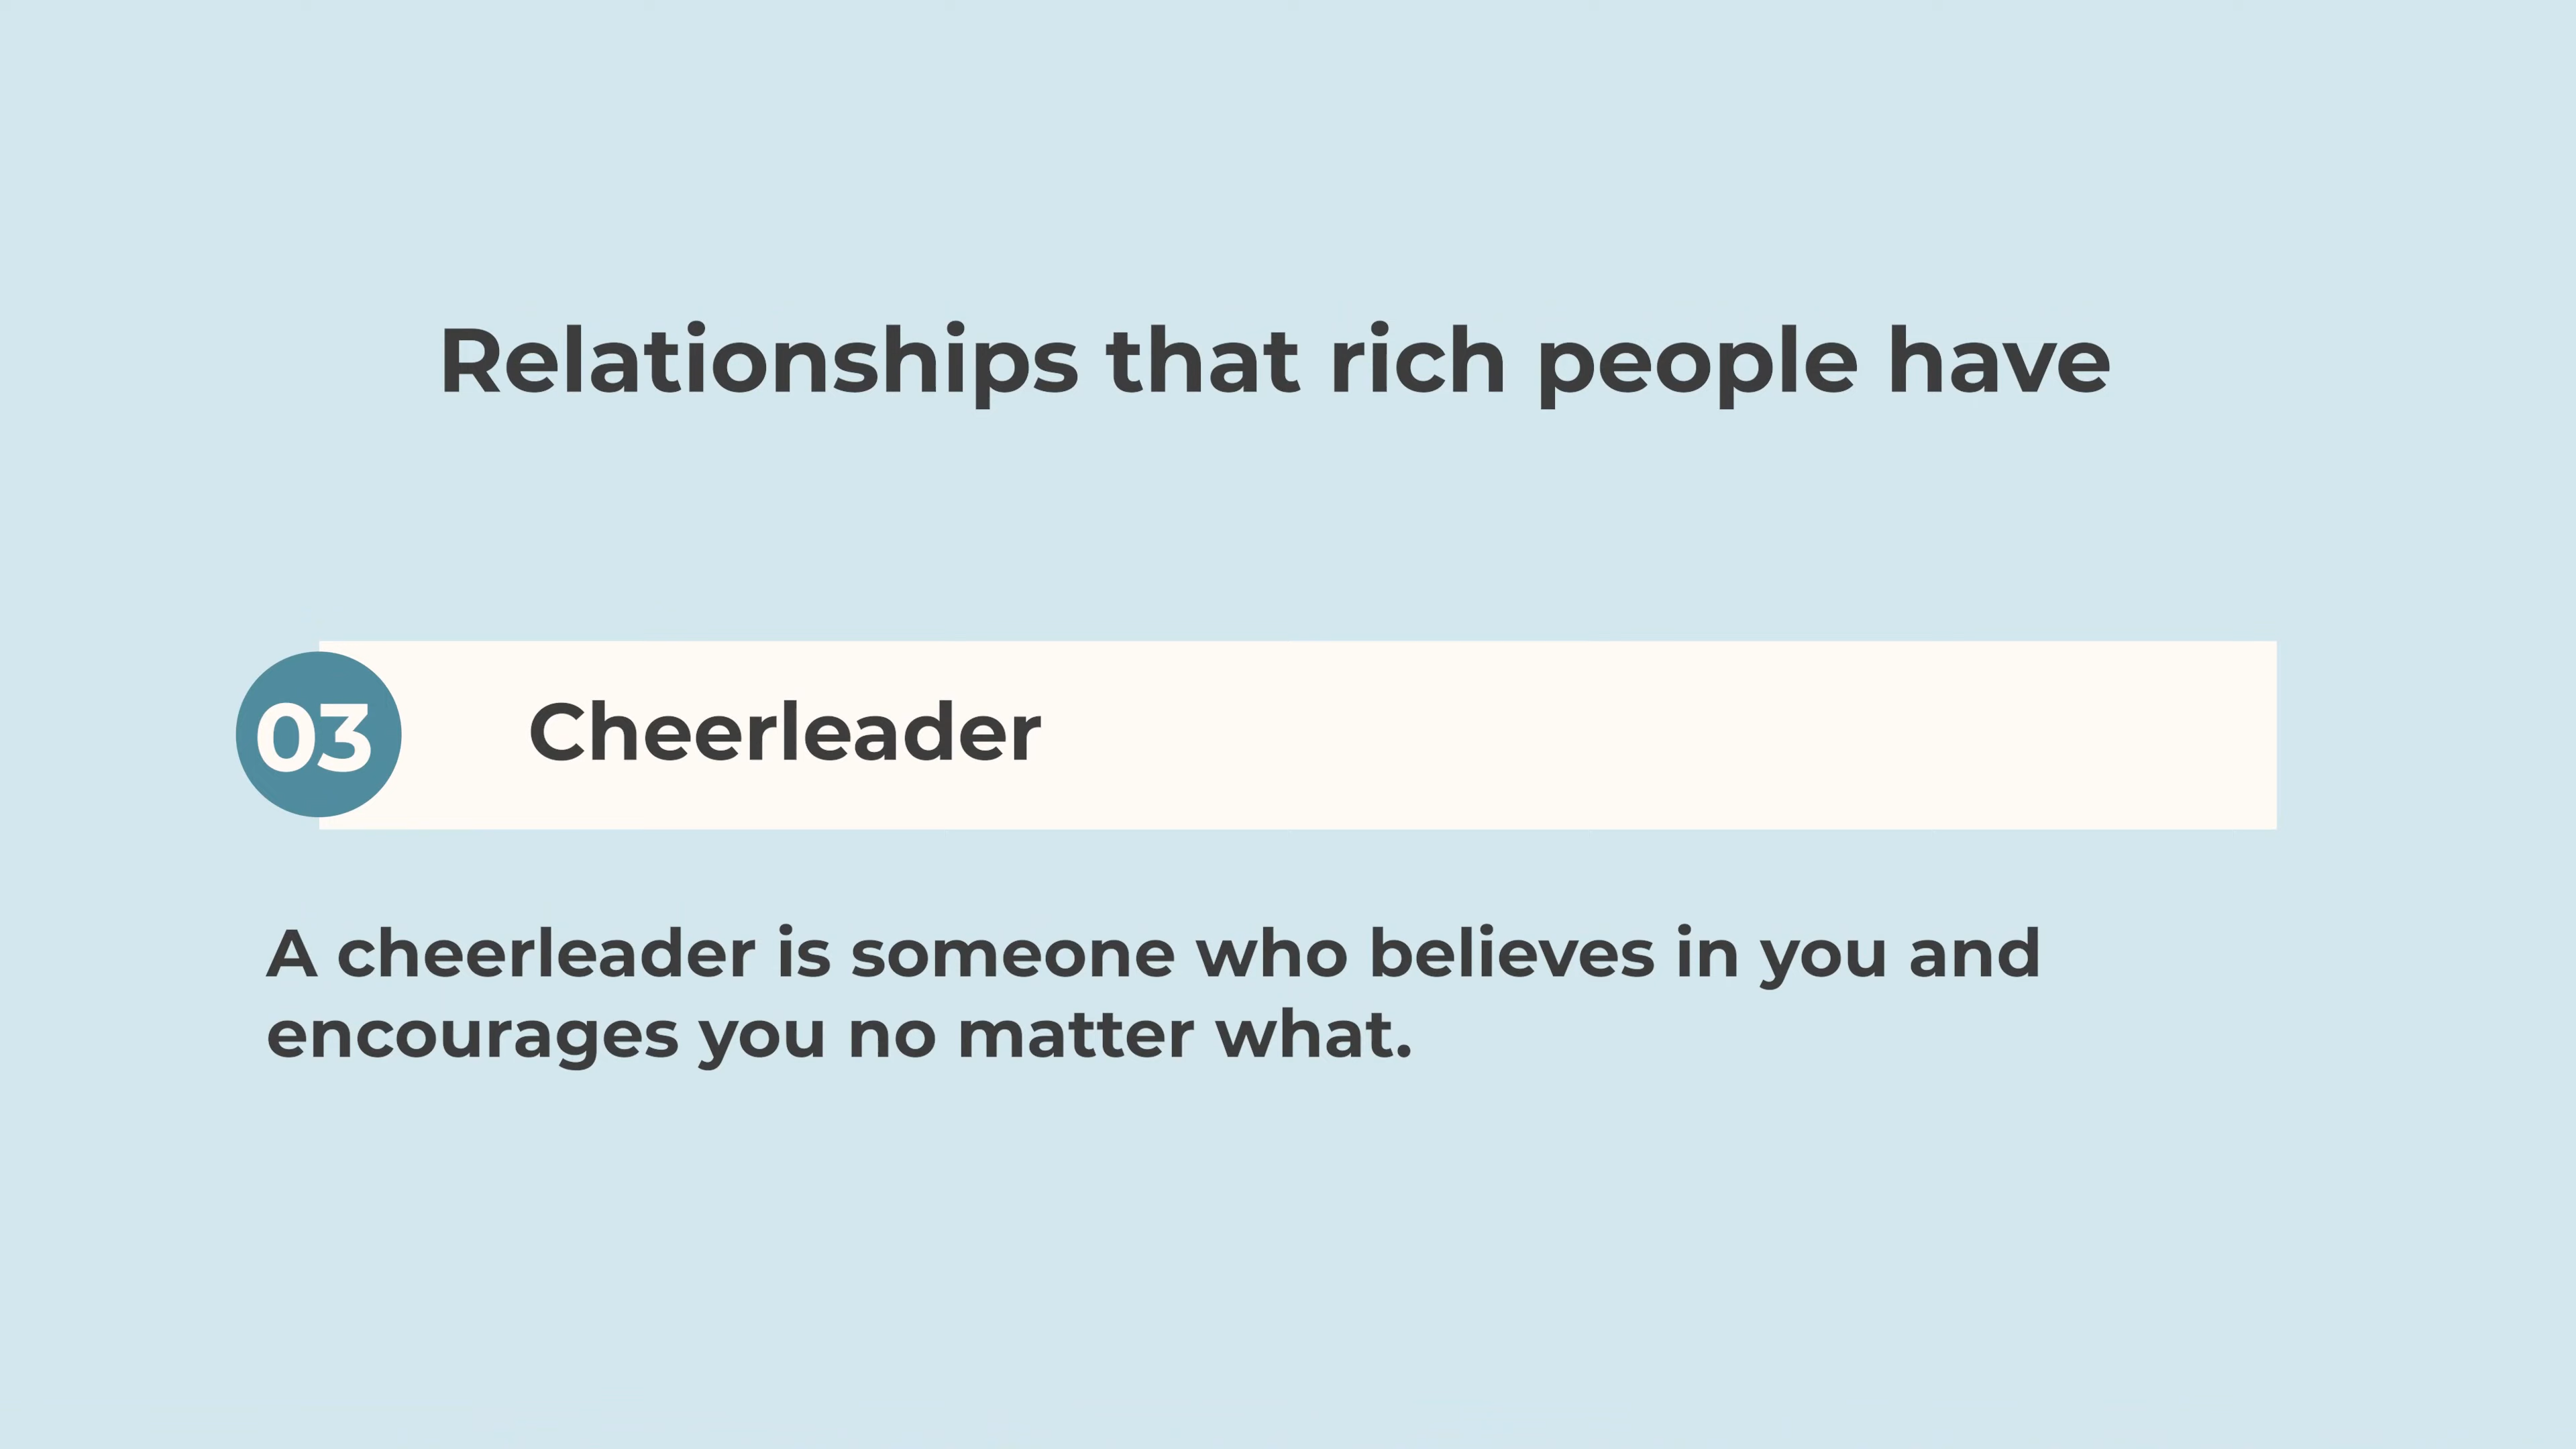 Relationships that rich people have
03
Cheerleader
A cheerleader is someone who believes in you and
encourages you no matter what.